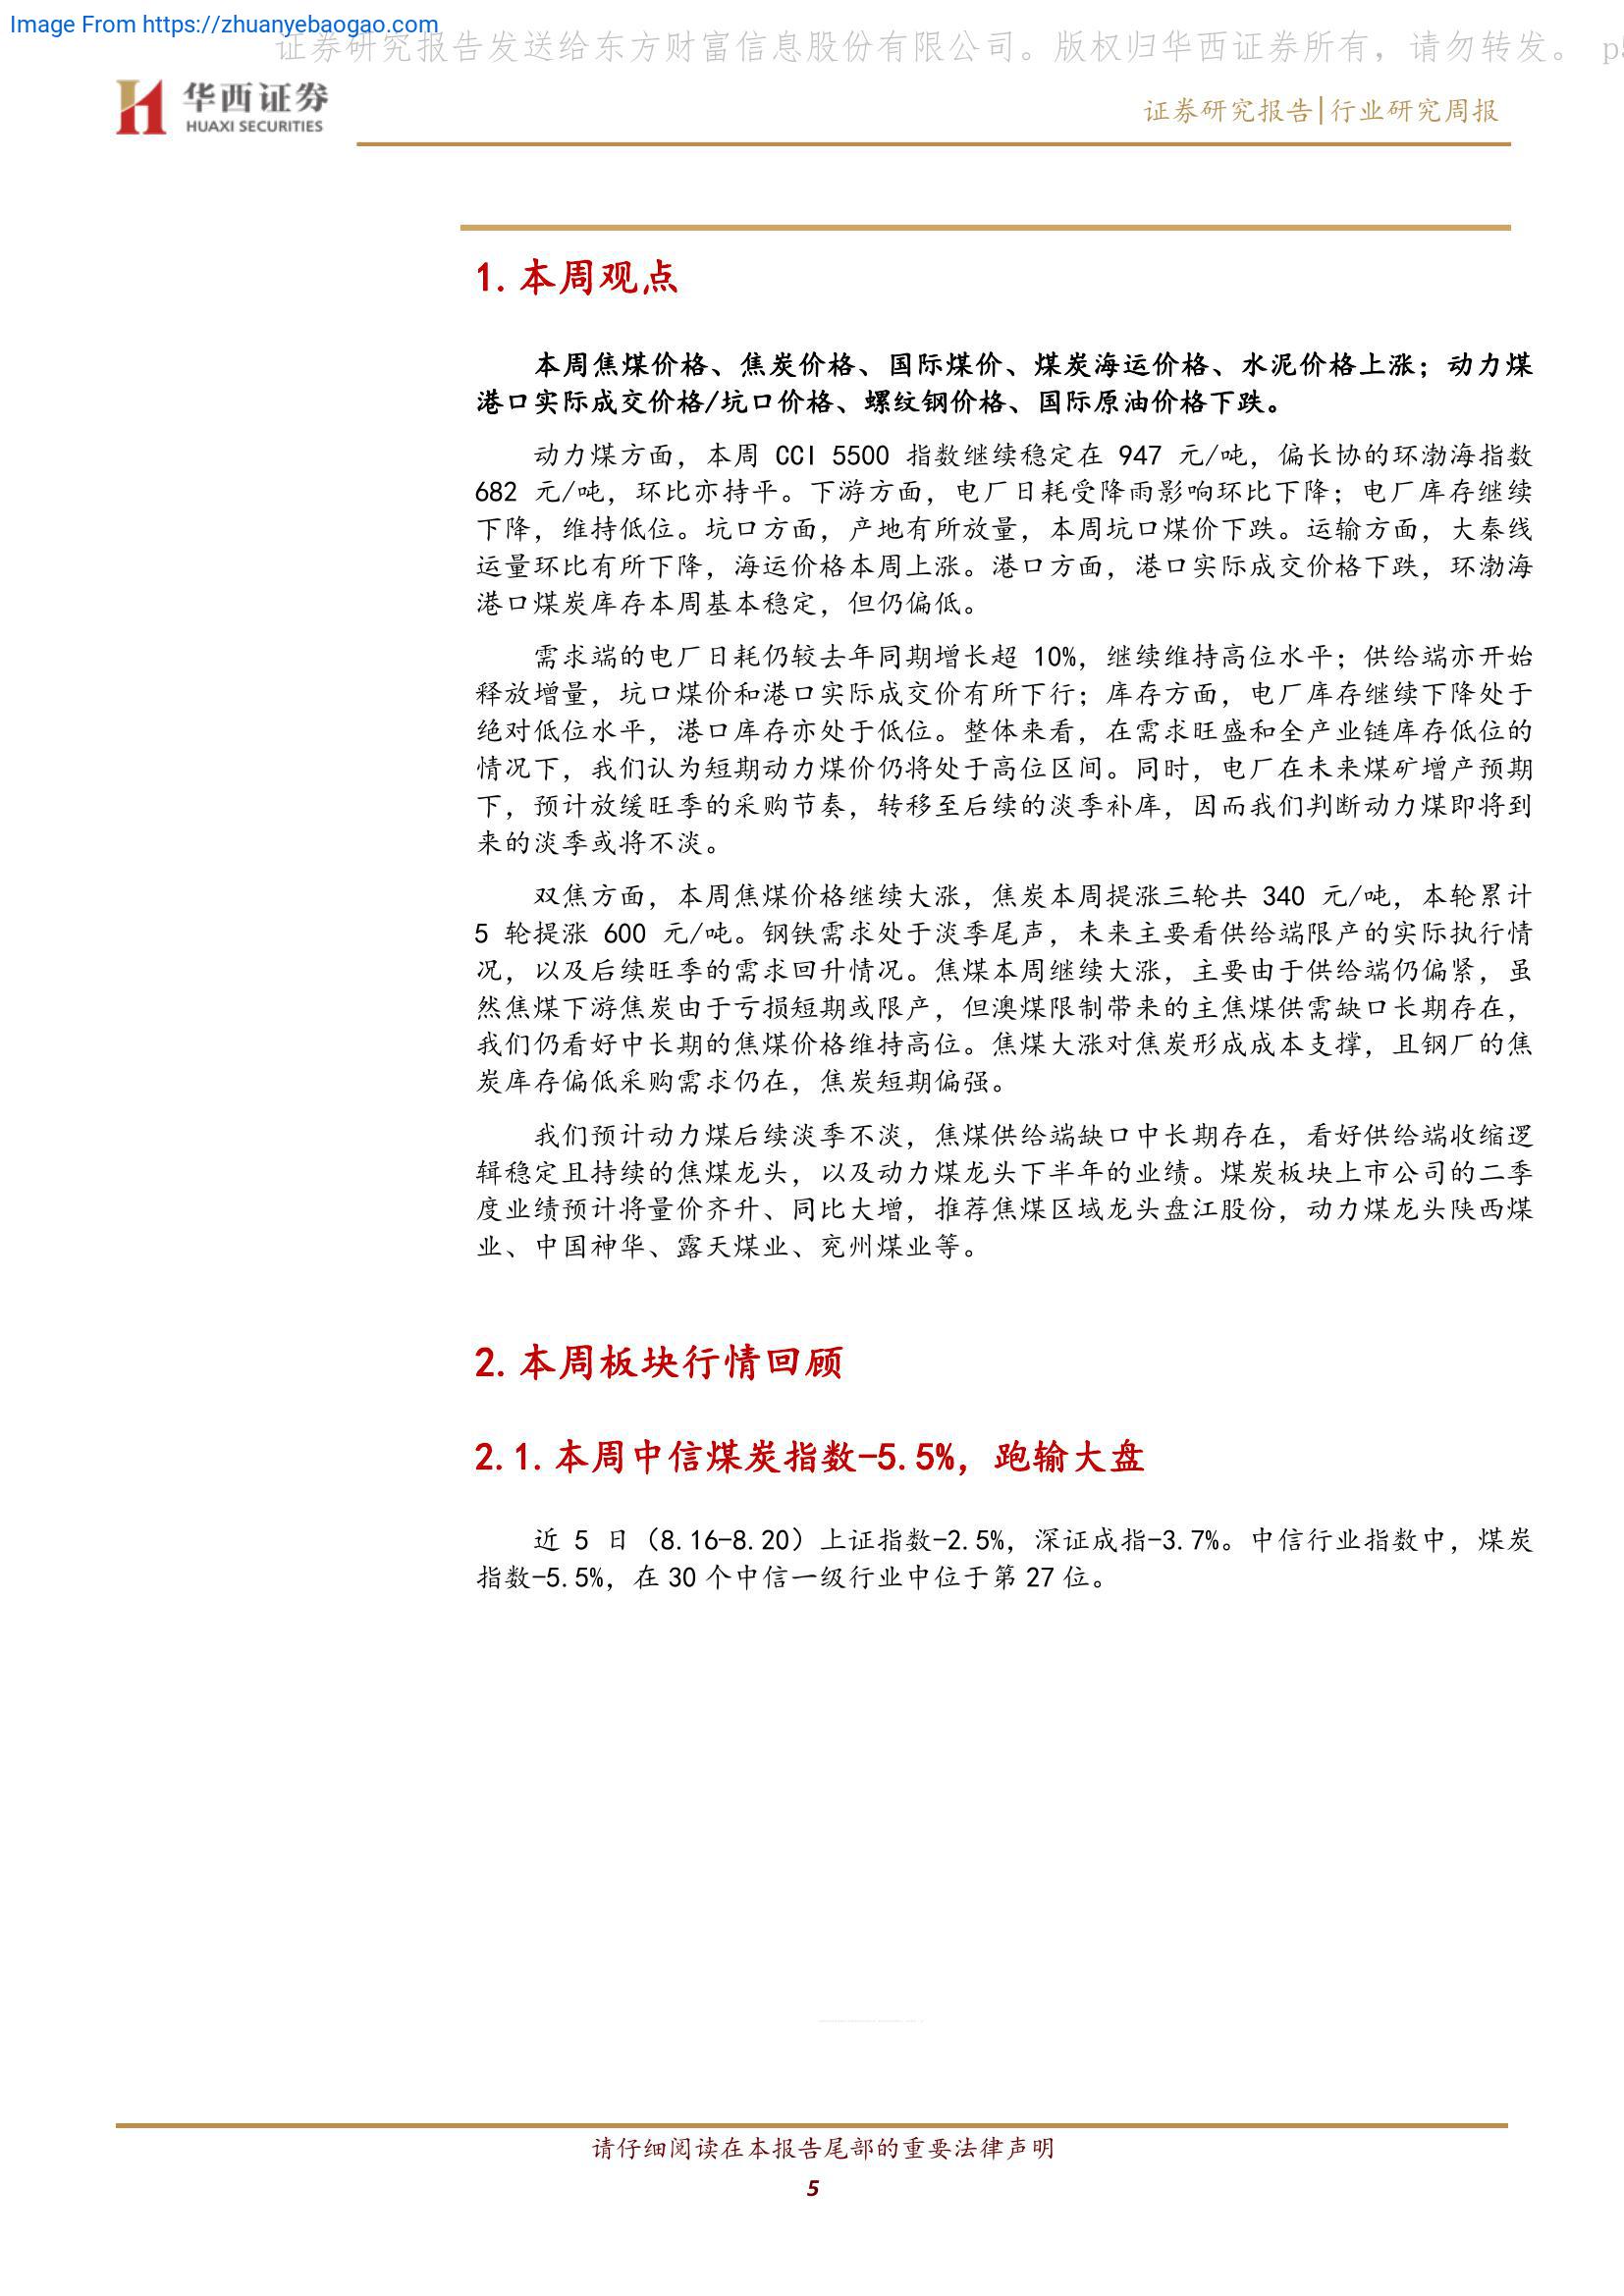 Image From https://zhuanyebaogao.com
证券研究报告发送给东方财富信息股份有限公司。版权归华西证券所有，请勿转发。 p5
华西证券
HUAXI SECURITIES
证券研究报告|行业研究周报
1.本周观点
本周焦煤价格、焦炭价格、国际煤价、煤炭海运价格、水泥价格上涨；动力煤
港口实际成交价格/坑口价格、螺纹钢价格、国际原油价格下跌。
动力煤方面，本周 CCI 5500 指数继续稳定在 947 元/吨，偏长协的环渤海指数
682 元/吨，环比亦持平。下游方面，电厂日耗受降雨影响环比下降；电厂库存继续
下降，维持低位。坑口方面，产地有所放量，本周坑口煤价下跌。运输方面，大秦线
运量环比有所下降，海运价格本周上涨。港口方面，港口实际成交价格下跌，环渤海
港口煤炭库存本周基本稳定，但仍偏低。
需求端的电厂日耗仍较去年同期增长超 10%，继续维持高位水平；供给端亦开始
释放增量，坑口煤价和港口实际成交价有所下行；库存方面，电厂库存继续下降处于
绝对低位水平，港口库存亦处于低位。整体来看，在需求旺盛和全产业链库存低位的
情况下，我们认为短期动力煤价仍将处于高位区间。同时，电厂在未来煤矿增产预期
下，预计放缓旺季的采购节奏，转移至后续的淡季补库，因而我们判断动力煤即将到
来的淡季或将不淡。
双焦方面，本周焦煤价格继续大涨，焦炭本周提涨三轮共 340 元/吨，本轮累计
5 轮提涨 600 元/吨。钢铁需求处于淡季尾声，未来主要看供给端限产的实际执行情
况，以及后续旺季的需求回升情况。焦煤本周继续大涨，主要由于供给端仍偏紧，虽
然焦煤下游焦炭由于亏损短期或限产，但澳煤限制带来的主焦煤供需缺口长期存在，
我们仍看好中长期的焦煤价格维持高位。焦煤大涨对焦炭形成成本支撑，且钢厂的焦
炭库存偏低采购需求仍在，焦炭短期偏强。
我们预计动力煤后续淡季不淡，焦煤供给端缺口中长期存在，看好供给端收缩逻
辑稳定且持续的焦煤龙头，以及动力煤龙头下半年的业绩。煤炭板块上市公司的二季
度业绩预计将量价齐升、同比大增，推荐焦煤区域龙头盘江股份，动力煤龙头陕西煤
业、中国神华、露天煤业、兖州煤业等。
2.本周板块行情回顾
2.1.本周中信煤炭指数-5.5%，跑输大盘
近 5 日（8.16-8.20）上证指数-2.5%，深证成指-3.7%。中信行业指数中，煤炭
指数-5.5%，在 30 个中信一级行业中位于第 27 位。
请仔细阅读在本报告尾部的重要法律声明
5